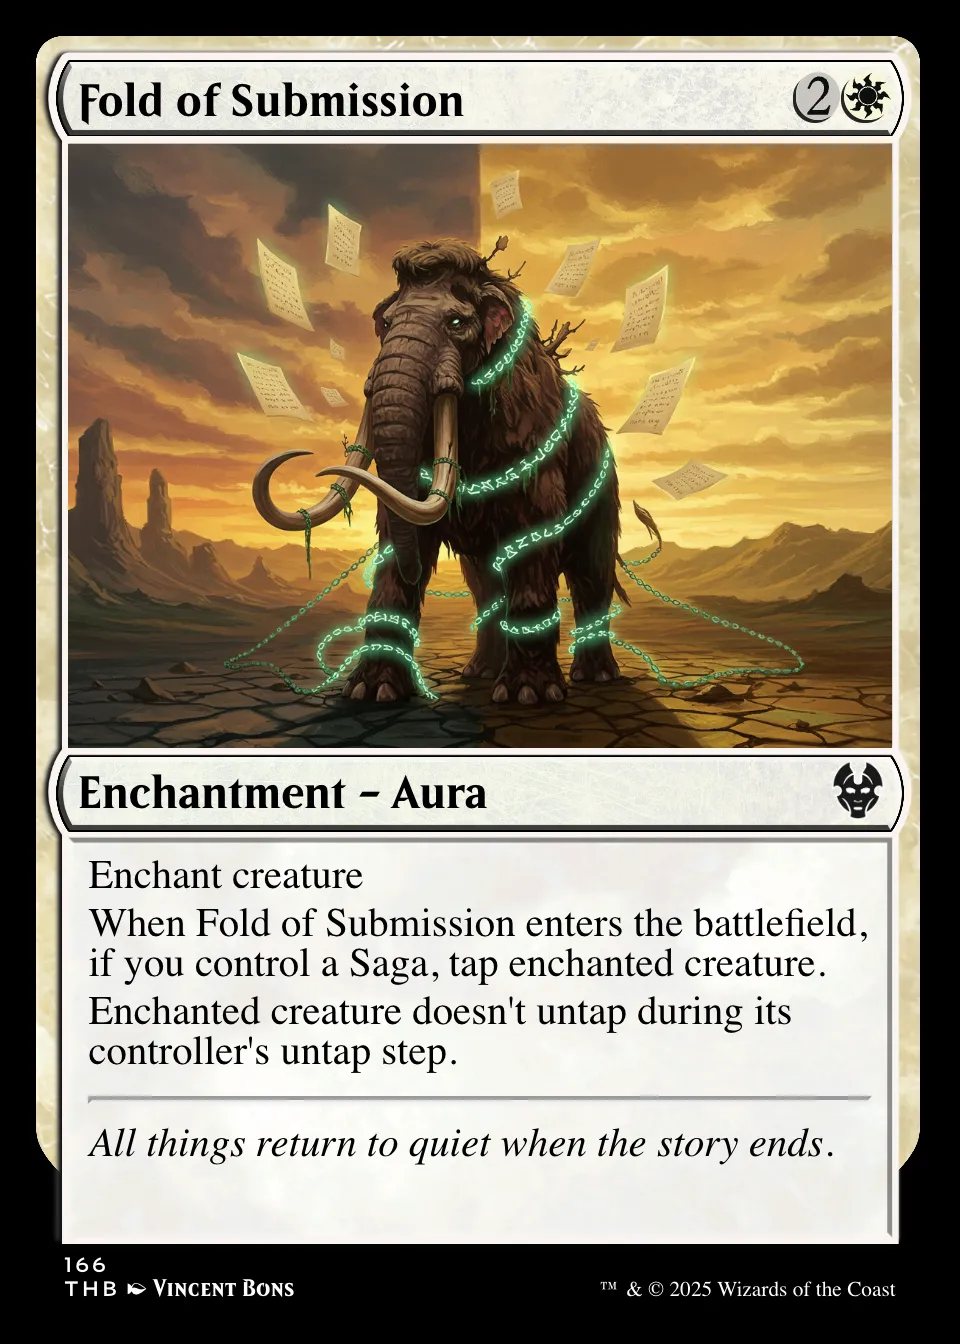 Fold of Submission 2
Enchantment – Aura
Enchant creature
When Fold of Submission enters the battlefield,
if you control a Saga, tap enchanted creature.
Enchanted creature doesn't untap during its
controller's untap step.
All things return to quiet when the story ends.
166
THB Vincent Bons
™ & © 2025 Wizards of the Coast